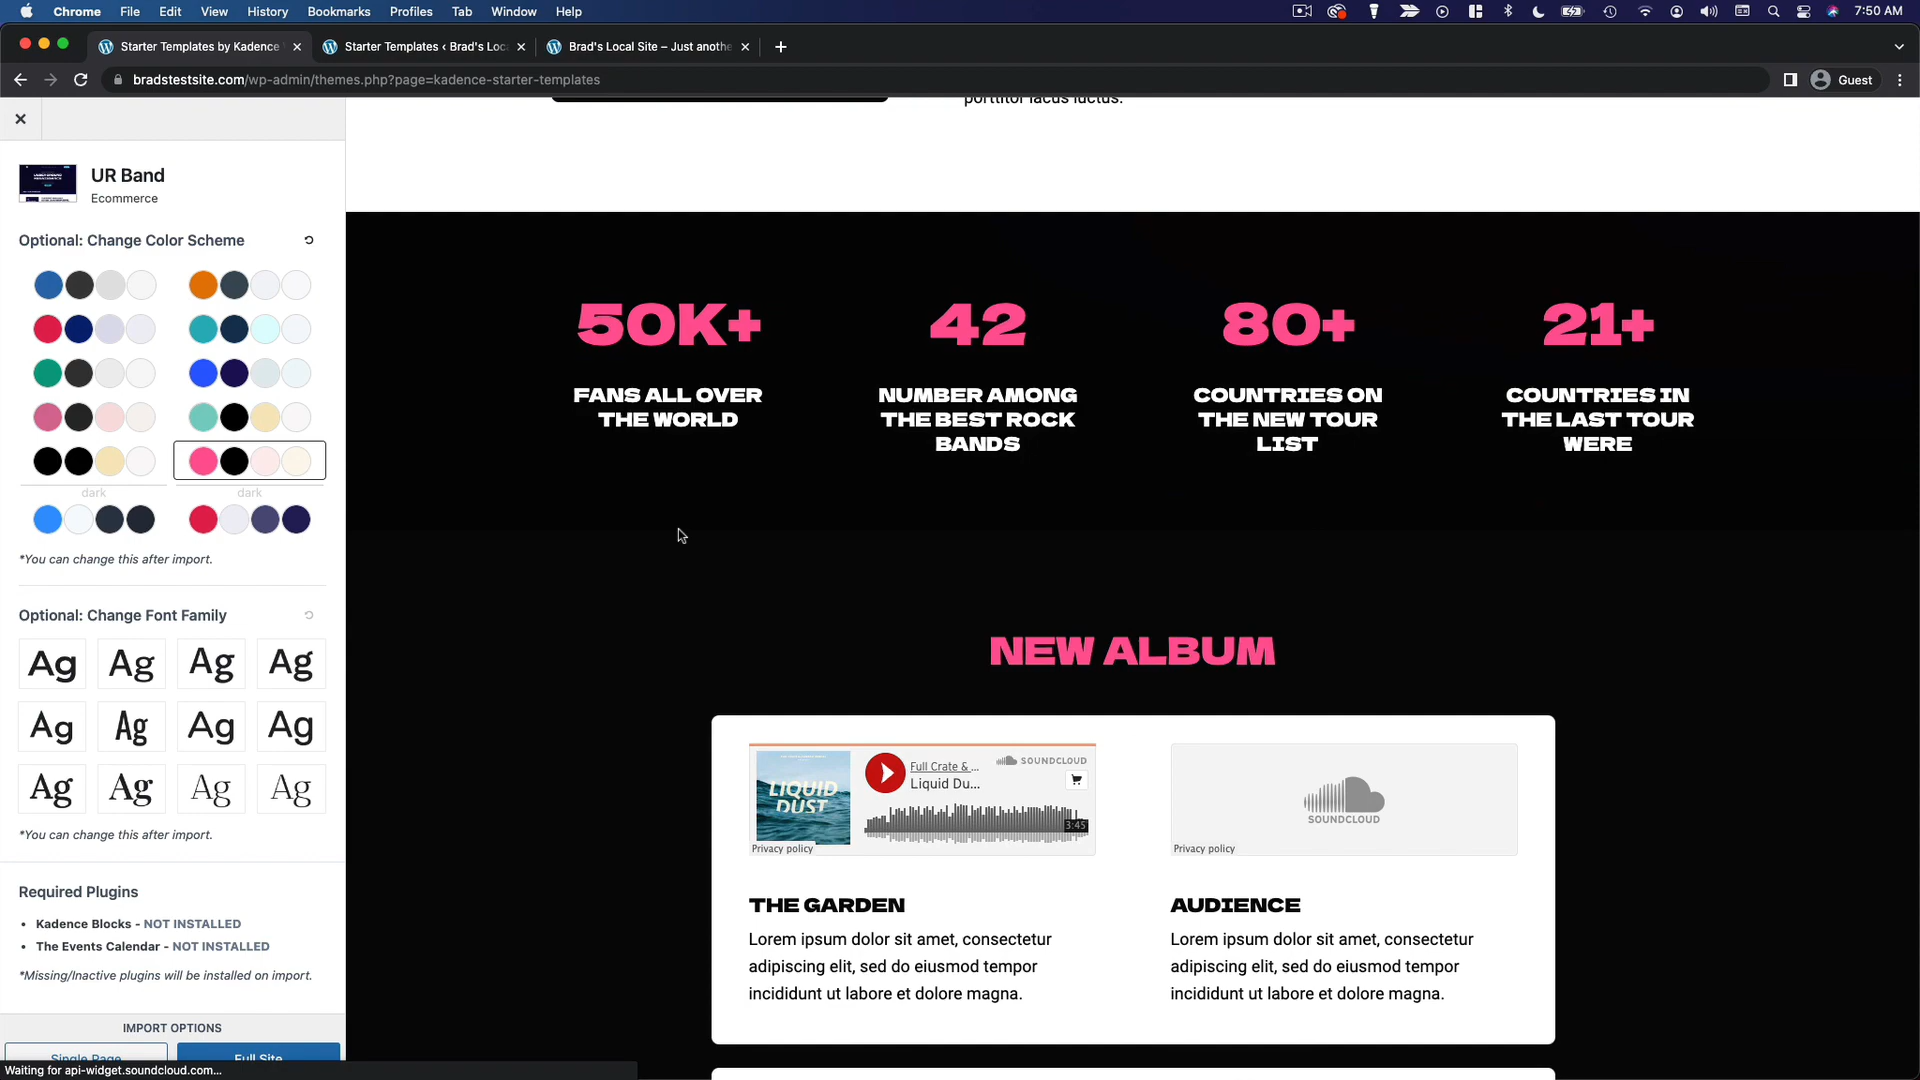 Chrome File Edit View History Bookmarks Profiles Tab Window Help
7:50 AM
Starter Templates by Kadence
Starter Templates ‹ Brad's Loc
Brad's Local Site – Just anothe
bradstestsite.com/wp-admin/themes.php?page=kadence-starter-templates
Guest
UR Band
Ecommerce
Optional: Change Color Scheme
dark
dark
*You can change this after import.
Optional: Change Font Family
Ag Ag Ag Ag
Ag Ag Ag Ag
Ag Ag Ag Ag
*You can change this after import.
Required Plugins
• Kadence Blocks - NOT INSTALLED
• The Events Calendar - NOT INSTALLED
*Missing/Inactive plugins will be installed on import.
IMPORT OPTIONS
Single Page
Full Site
Waiting for api-widget.soundcloud.com...
porttitor lacus luctus.
50K+
FANS ALL OVER
THE WORLD
42
NUMBER AMONG
THE BEST ROCK
BANDS
80+
COUNTRIES ON
THE NEW TOUR
LIST
21+
COUNTRIES IN
THE LAST TOUR
WERE
NEW ALBUM
LIQUID
DUST
Full Crate & ...
SOUNDCLOUD
Liquid Du...
3:45
Privacy policy
THE GARDEN
Lorem ipsum dolor sit amet, consectetur
adipiscing elit, sed do eiusmod tempor
incididunt ut labore et dolore magna.
SOUNDCLOUD
Privacy policy
AUDIENCE
Lorem ipsum dolor sit amet, consectetur
adipiscing elit, sed do eiusmod tempor
incididunt ut labore et dolore magna.